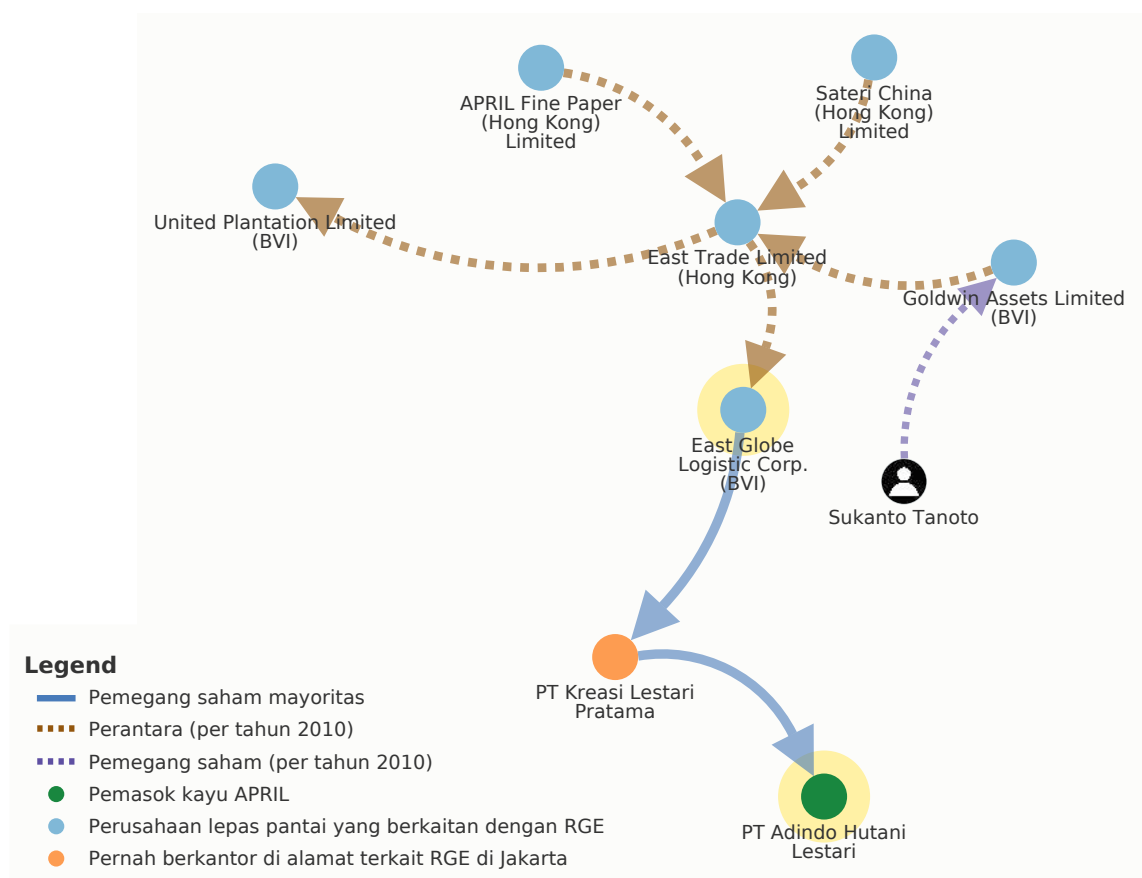 APRIL Fine Paper
(Hong Kong)
Limited
Sateri China
(Hong Kong)
Limited
United Plantation Limited
(BVI)
East Trade Limited
(Hong Kong)
Goldwin Assets Limited
(BVI)
East Globe
Logistic Corp.
(BVI)
Sukanto Tanoto
PT Kreasi Lestari
Pratama
PT Adindo Hutani
Lestari
Legend
Pemegang saham mayoritas
Perantara (per tahun 2010)
Pemegang saham (per tahun 2010)
Pemasok kayu APRIL
Perusahaan lepas pantai yang berkaitan dengan RGE
Pernah berkantor di alamat terkait RGE di Jakarta